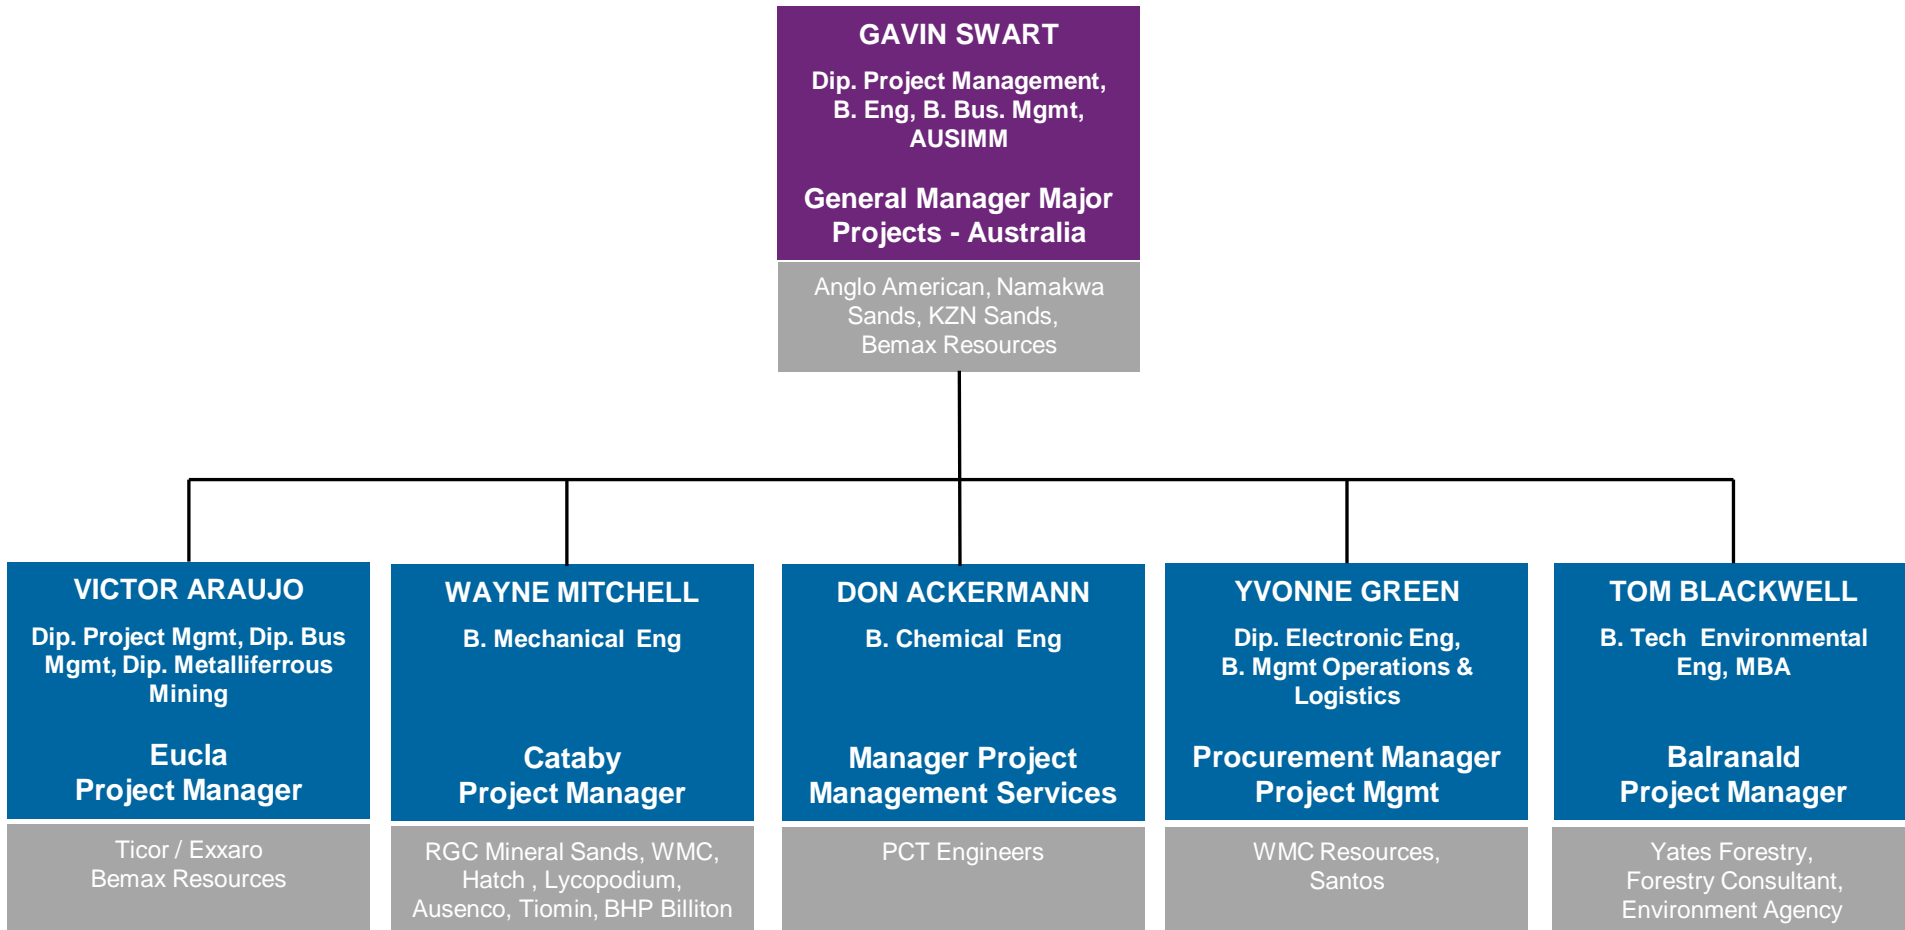 GAVIN SWART
Dip. Project Management,
B. Eng, B. Bus. Mgmt,
AUSIMM
General Manager Major
Projects - Australia
Anglo American, Namakwa
Sands, KZN Sands,
Bemax Resources
VICTOR ARAUJO
Dip. Project Mgmt, Dip. Bus
Mgmt, Dip. Metalliferrous
Mining
Eucla
Project Manager
Ticor / Exxaro
Bemax Resources
WAYNE MITCHELL
B. Mechanical Eng
Cataby
Project Manager
RGC Mineral Sands, WMC,
Hatch , Lycopodium,
Ausenco, Tiomin, BHP Billiton
DON ACKERMANN
B. Chemical Eng
Manager Project
Management Services
PCT Engineers
YVONNE GREEN
Dip. Electronic Eng,
B. Mgmt Operations &
Logistics
Procurement Manager
Project Mgmt
WMC Resources,
Santos
TOM BLACKWELL
B. Tech Environmental
Eng, MBA
Balranald
Project Manager
Yates Forestry,
Forestry Consultant,
Environment Agency